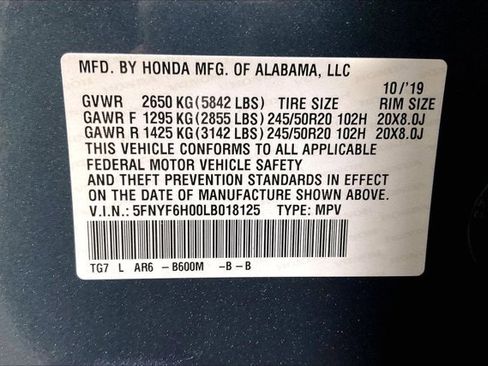 MFD. BY HONDA MFG. OF ALABAMA, LLC
10/'19
GVWR 2650 KG(5842 LBS) TIRE SIZE RIM SIZE
GAWR F 1295 KG(2855 LBS) 245/50R20 102H 20X8.0J
GAWR R 1425 KG(3142 LBS) 245/50R20 102H 20X8.0J
THIS VEHICLE CONFORMS TO ALL APPLICABLE
FEDERAL MOTOR VEHICLE SAFETY
AND THEFT PREVENTION STANDARDS IN EFFECT
ON THE DATE OF MANUFACTURE SHOWN ABOVE.
V.I.N.: 5FNYF6H00LB018125 TYPE: MPV
TG7 L AR6 -B600M -B-B